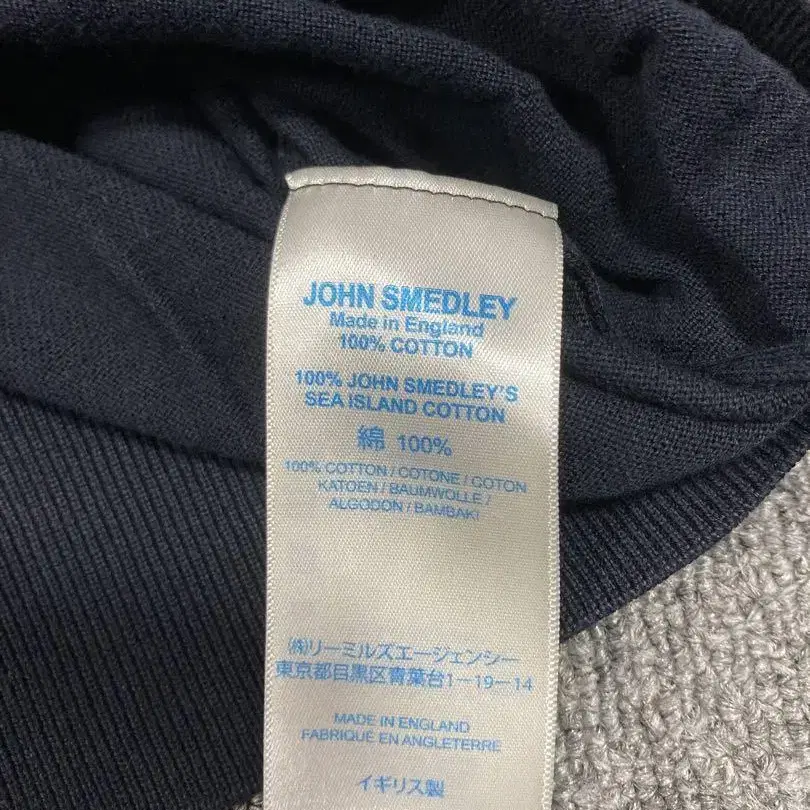 JOHN SMEDLEY
Made in England
100% COTTON
100% JOHN SMEDLEY'S
SEA ISLAND COTTON
綿 100%
100% COTTON / COTONE / COTON
KATOEN / BAUMWOLLE /
ALGODON / BAMBAKI
㈱リーミルズエージェンシー
東京都目黒区青葉台1-19-14
MADE IN ENGLAND
FABRIQUE EN ANGLETERRE
イギリス製